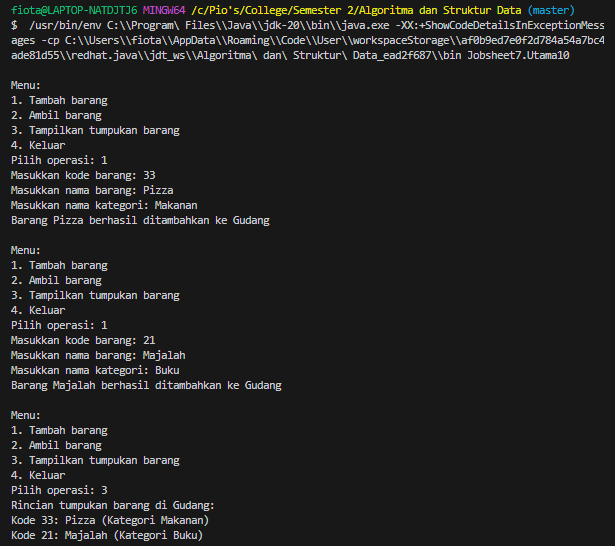 fiota@LAPTOP-NATDJTJ6 MINGW64 /c/Pio's/College/Semester 2/Algoritma dan Struktur Data (master)
$  /usr/bin/env C:\\Program\ Files\\Java\\jdk-20\\bin\\java.exe -XX:+ShowCodeDetailsInExceptionMess
ages -cp C:\\Users\\fiota\\AppData\\Roaming\\Code\\User\\workspaceStorage\\af0b9ed7e0f2d784a54a7bc4
ade81d55\\redhat.java\\jdt_ws\\Algoritma\ dan\ Struktur\ Data_ead2f687\\bin Jobsheet7.Utama10
Menu:
1. Tambah barang
2. Ambil barang
3. Tampilkan tumpukan barang
4. Keluar
Pilih operasi: 1
Masukkan kode barang: 33
Masukkan nama barang: Pizza
Masukkan nama kategori: Makanan
Barang Pizza berhasil ditambahkan ke Gudang
Menu:
1. Tambah barang
2. Ambil barang
3. Tampilkan tumpukan barang
4. Keluar
Pilih operasi: 1
Masukkan kode barang: 21
Masukkan nama barang: Majalah
Masukkan nama kategori: Buku
Barang Majalah berhasil ditambahkan ke Gudang
Menu:
1. Tambah barang
2. Ambil barang
3. Tampilkan tumpukan barang
4. Keluar
Pilih operasi: 3
Rincian tumpukan barang di Gudang:
Kode 33: Pizza (Kategori Makanan)
Kode 21: Majalah (Kategori Buku)